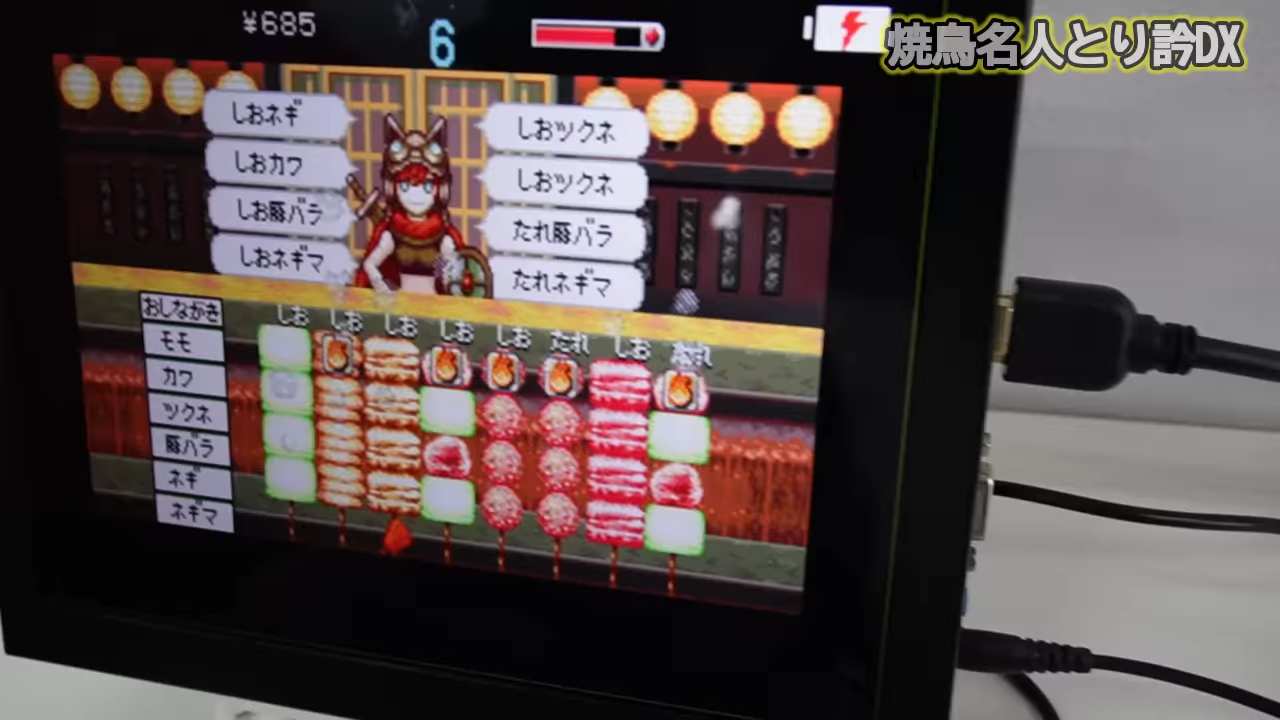 ¥685
6
焼鳥名人とり訡DX
しおネギ
しおカワ
しお豚バラ
しおネギマ
しおツクネ
しおツクネ
たれ豚バラ
たれネギマ
おしながき
モモ
カワ
ツクネ
豚バラ
ネギ
ネギマ
しお しお しお しお しお たれ しお たれ